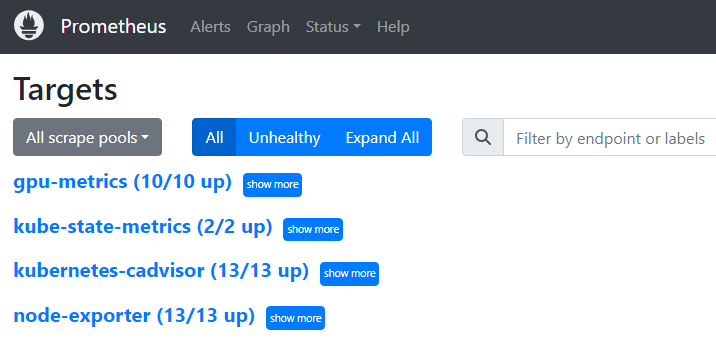 Prometheus Alerts Graph Status Help
Targets
All scrape pools All Unhealthy Expand All Filter by endpoint or labels
gpu-metrics (10/10 up) show more
kube-state-metrics (2/2 up) show more
kubernetes-cadvisor (13/13 up) show more
node-exporter (13/13 up) show more